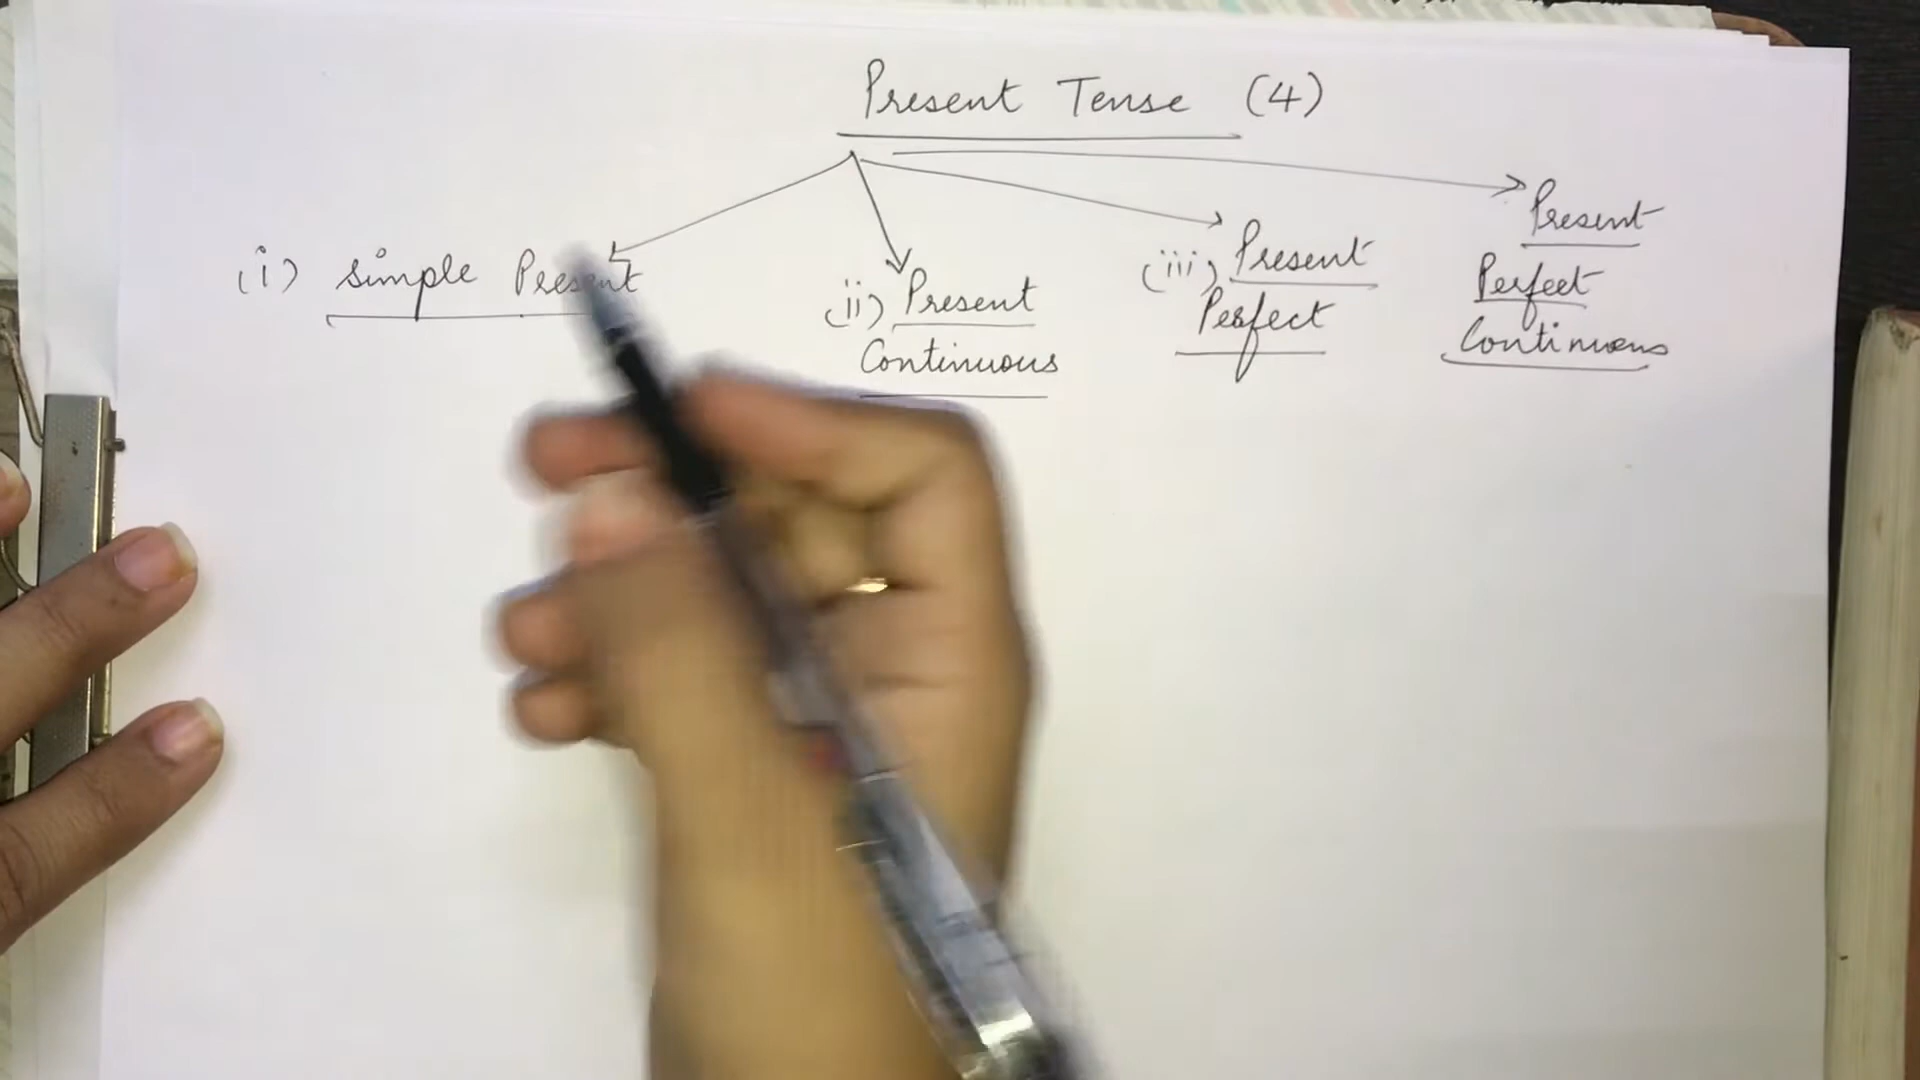 Present Tense (4)
(i) Simple Present
(ii) Present
Continuous
(iii) Present
Perfect
Present
Perfect
Continuous